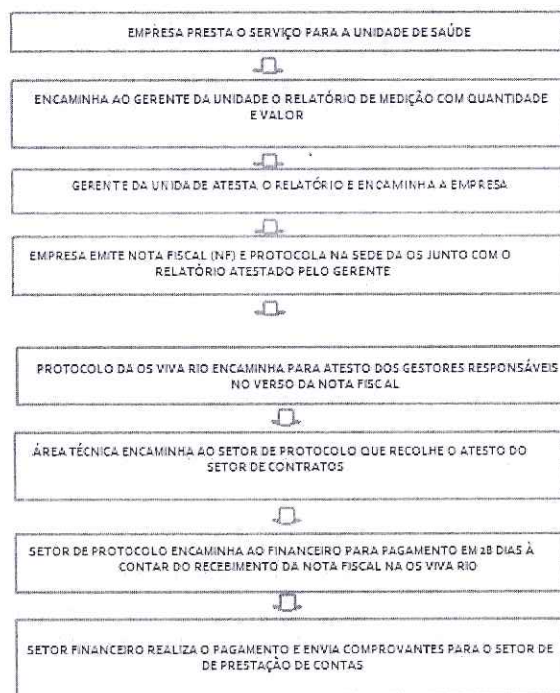 EMPRESA PRESTA O SERVIÇO PARA A UNIDADE DE SAÚDE
ENCAMINHA AO GERENTE DA UNIDADE O RELATÓRIO DE MEDIÇÃO COM QUANTIDADE
E VALOR
GERENTE DA UNIDADE ATESTA O RELATÓRIO E ENCAMINHA A EMPRESA
EMPRESA EMITE NOTA FISCAL (NF) E PROTOCOLA NA SEDE DA OS JUNTO COM O
RELATÓRIO ATESTADO PELO GERENTE
PROTOCOLO DA OS VIVA RIO ENCAMINHA PARA ATESTO DOS GESTORES RESPONSÁVEIS
NO VERSO DA NOTA FISCAL
ÁREA TÉCNICA ENCAMINHA AO SETOR DE PROTOCOLO QUE RECOLHE O ATESTO DO
SETOR DE CONTRATOS
SETOR DE PROTOCOLO ENCAMINHA AO FINANCEIRO PARA PAGAMENTO EM 28 DIAS À
CONTAR DO RECEBIMENTO DA NOTA FISCAL NA OS VIVA RIO
SETOR FINANCEIRO REALIZA O PAGAMENTO E ENVIA COMPROVANTES PARA O SETOR DE
DE PRESTAÇÃO DE CONTAS